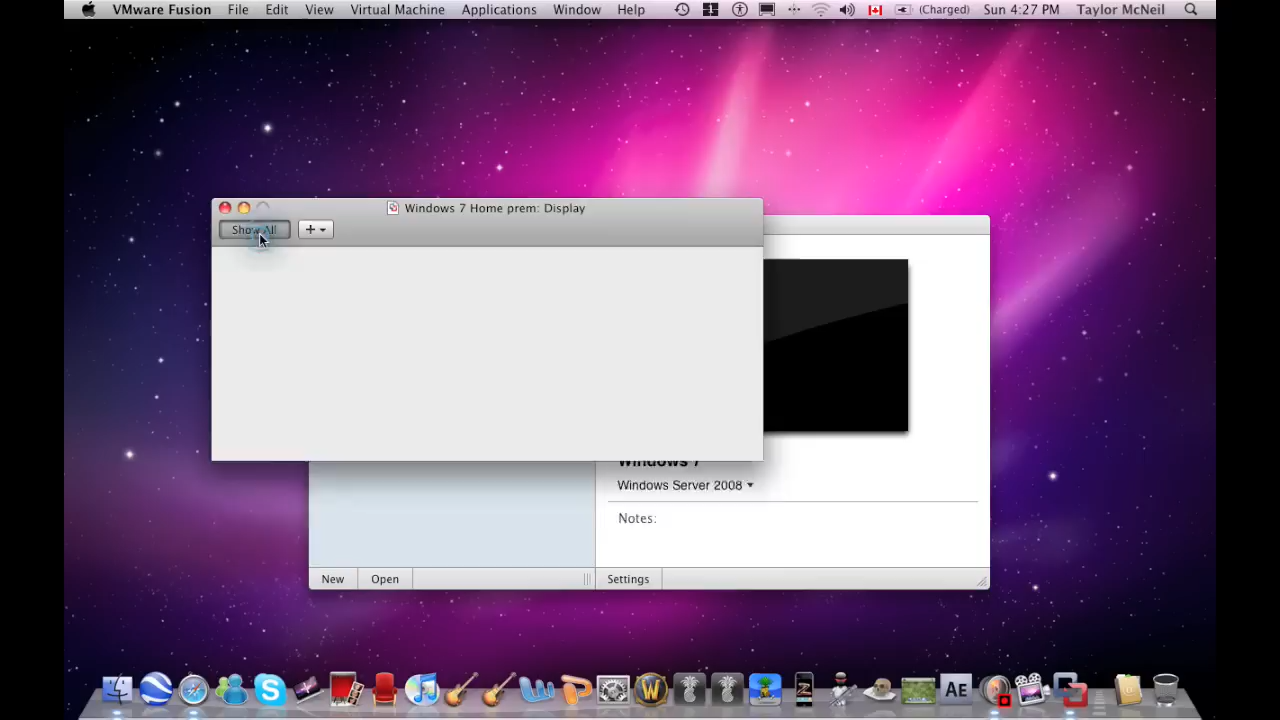 VMware Fusion File Edit View Virtual Machine Applications Window Help (Charged) Sun 4:27 PM Taylor McNeil
Windows 7 Home prem: Display
Show All +
Windows 7
Windows Server 2008
Notes:
New Open Settings
AE